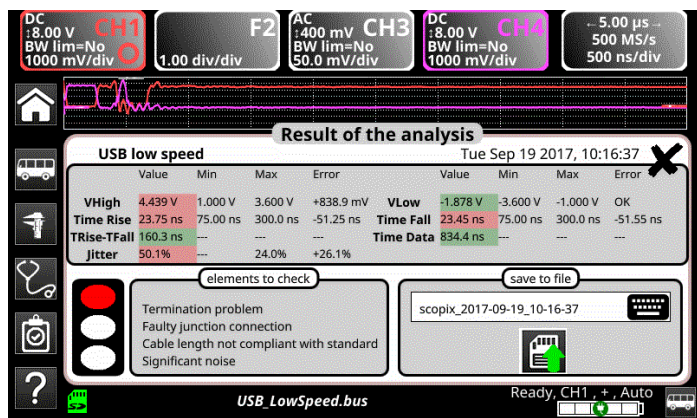 DC
↕8.00 V CH1
BW lim=No
1000 mV/div
F2
1.00 div/div
AC
↕400 mV CH3
BW lim=No
50.0 mV/div
DC
↕8.00 V CH4
BW lim=No
1000 mV/div
←5.00 µs→
500 MS/s
500 ns/div
Result of the analysis
USB low speed Tue Sep 19 2017, 10:16:37
Value Min Max Error Value Min Max Error
VHigh 4.439 V 1.000 V 3.600 V +838.9 mV VLow -1.878 V -3.600 V -1.000 V OK
Time Rise 23.75 ns 75.00 ns 300.0 ns -51.25 ns Time Fall 23.45 ns 75.00 ns 300.0 ns -51.55 ns
TRise-TFall 160.3 ns --- --- --- Time Data 834.4 ns --- --- ---
Jitter 50.1% --- 24.0% +26.1%
elements to check
Termination problem
Faulty junction connection
Cable length not compliant with standard
Significant noise
save to file
scopix_2017-09-19_10-16-37
?
USB_LowSpeed.bus
Ready, CH1 , + , Auto